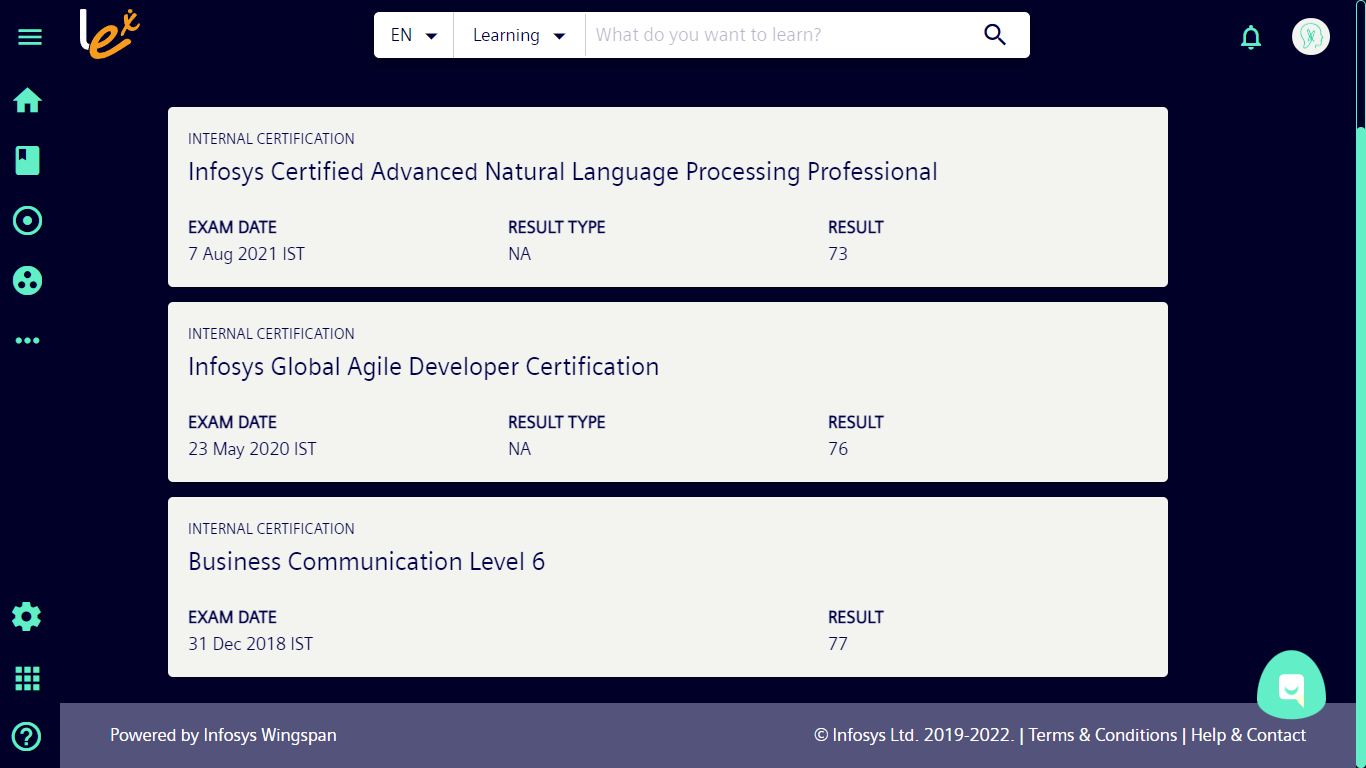 Lex
EN Learning What do you want to learn?
INTERNAL CERTIFICATION
Infosys Certified Advanced Natural Language Processing Professional
EXAM DATE RESULT TYPE RESULT
7 Aug 2021 IST NA 73
INTERNAL CERTIFICATION
Infosys Global Agile Developer Certification
EXAM DATE RESULT TYPE RESULT
23 May 2020 IST NA 76
INTERNAL CERTIFICATION
Business Communication Level 6
EXAM DATE RESULT
31 Dec 2018 IST 77
Powered by Infosys Wingspan © Infosys Ltd. 2019-2022. | Terms & Conditions | Help & Contact